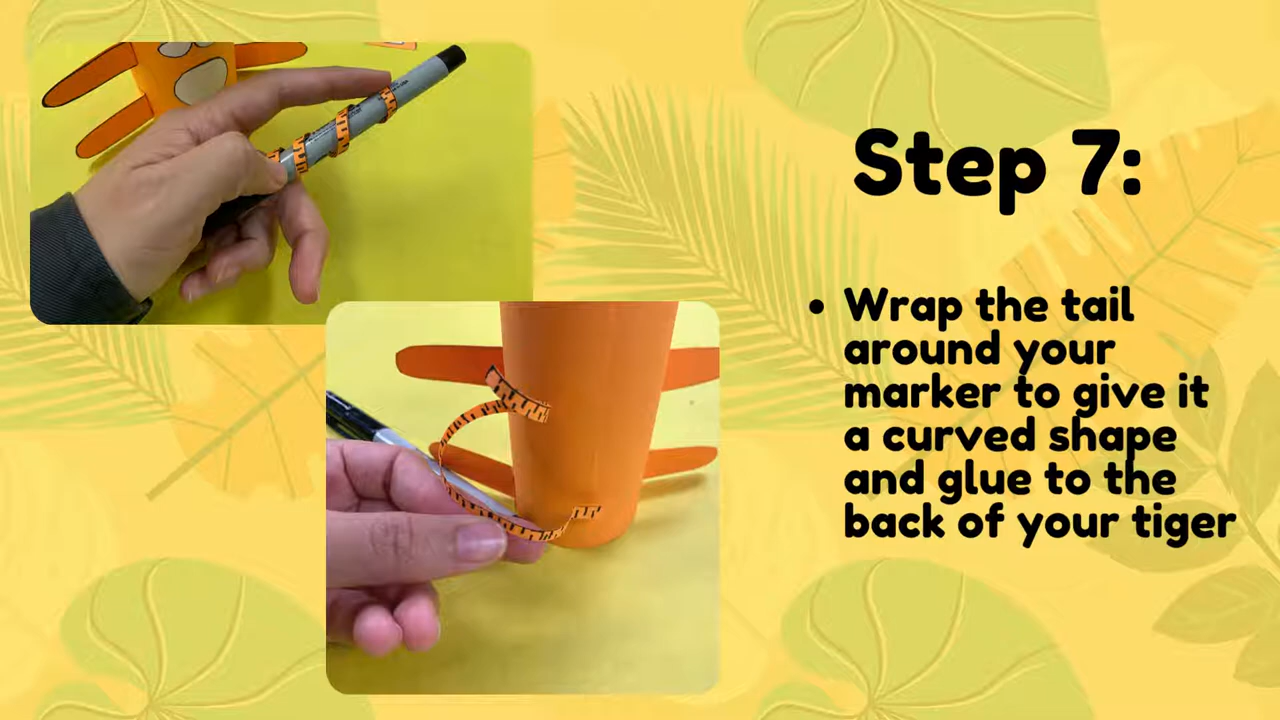 Step 7:
• Wrap the tail
around your
marker to give it
a curved shape
and glue to the
back of your tiger